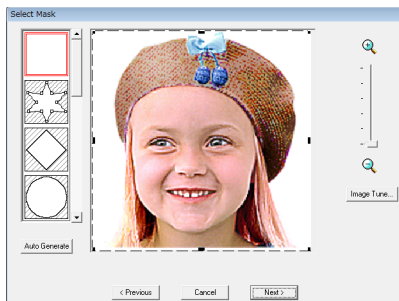 Select Mask
Image Tune...
Auto Generate
< Previous
Cancel
Next >